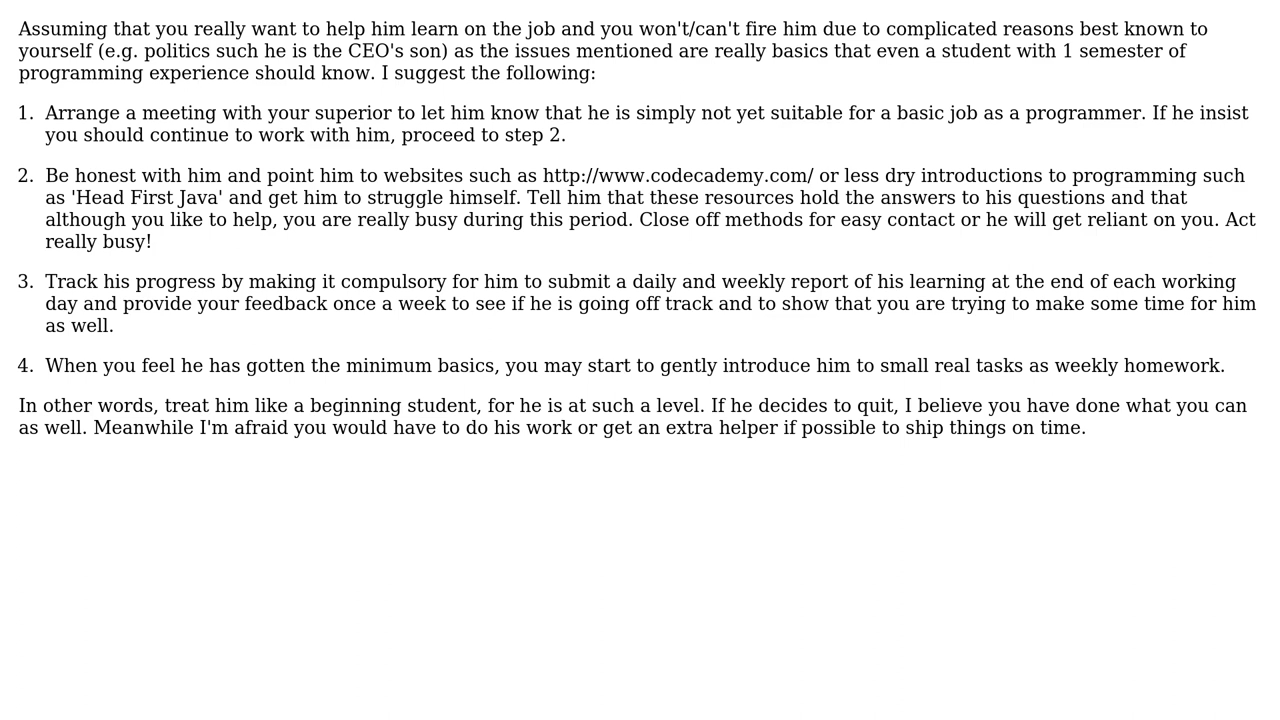 Assuming that you really want to help him learn on the job and you won't/can't fire him due to complicated reasons best known to
yourself (e.g. politics such he is the CEO's son) as the issues mentioned are really basics that even a student with 1 semester of
programming experience should know. I suggest the following:
1. Arrange a meeting with your superior to let him know that he is simply not yet suitable for a basic job as a programmer. If he insist
you should continue to work with him, proceed to step 2.
2. Be honest with him and point him to websites such as http://www.codecademy.com/ or less dry introductions to programming such
as 'Head First Java' and get him to struggle himself. Tell him that these resources hold the answers to his questions and that
although you like to help, you are really busy during this period. Close off methods for easy contact or he will get reliant on you. Act
really busy!
3. Track his progress by making it compulsory for him to submit a daily and weekly report of his learning at the end of each working
day and provide your feedback once a week to see if he is going off track and to show that you are trying to make some time for him
as well.
4. When you feel he has gotten the minimum basics, you may start to gently introduce him to small real tasks as weekly homework.
In other words, treat him like a beginning student, for he is at such a level. If he decides to quit, I believe you have done what you can
as well. Meanwhile I'm afraid you would have to do his work or get an extra helper if possible to ship things on time.